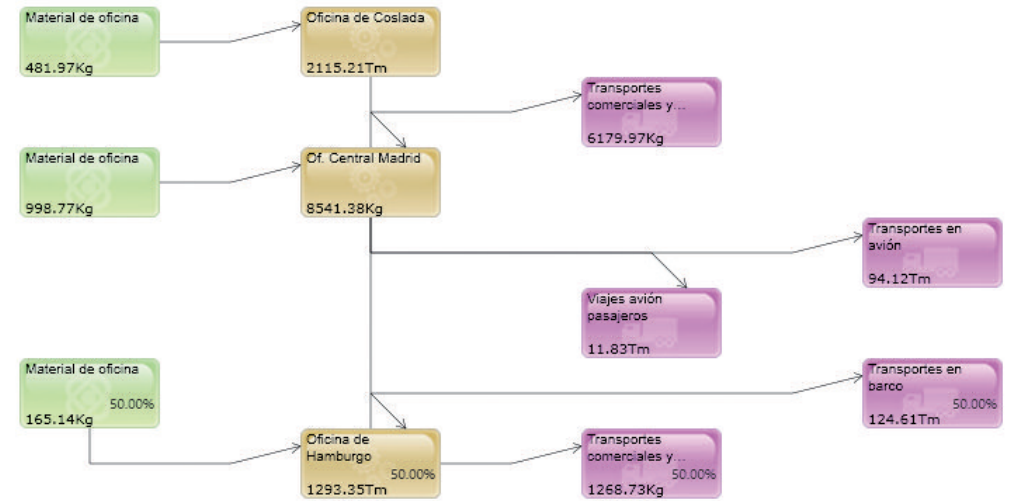 Material de oficina
481.97Kg
Oficina de Coslada
2115.21Tm
Transportes
comerciales y...
6179.97Kg
Material de oficina
998.77Kg
Of. Central Madrid
8541.38Kg
Transportes en
avión
94.12Tm
Viajes avión
pasajeros
11.83Tm
Material de oficina
50.00%
165.14Kg
Transportes en
barco
50.00%
124.61Tm
Oficina de
Hamburgo
50.00%
1293.35Tm
Transportes
comerciales y...
50.00%
1268.73Kg